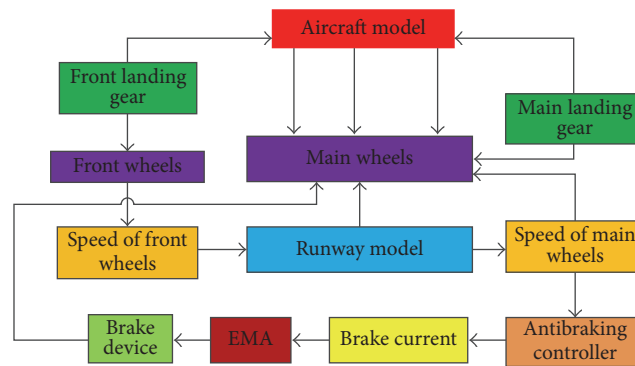 Aircraft model
Front landing
gear
Main landing
gear
Front wheels
Main wheels
Speed of front
wheels
Runway model
Speed of main
wheels
Brake
device
EMA
Brake current
Antibraking
controller